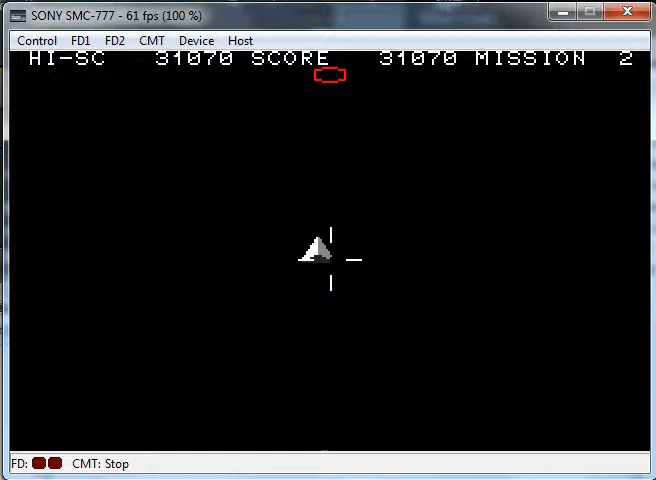 SONY SMC-777 - 61 fps (100 %)
Control FD1 FD2 CMT Device Host
HI-SC 31070 SCORE 31070 MISSION 2
FD: CMT: Stop